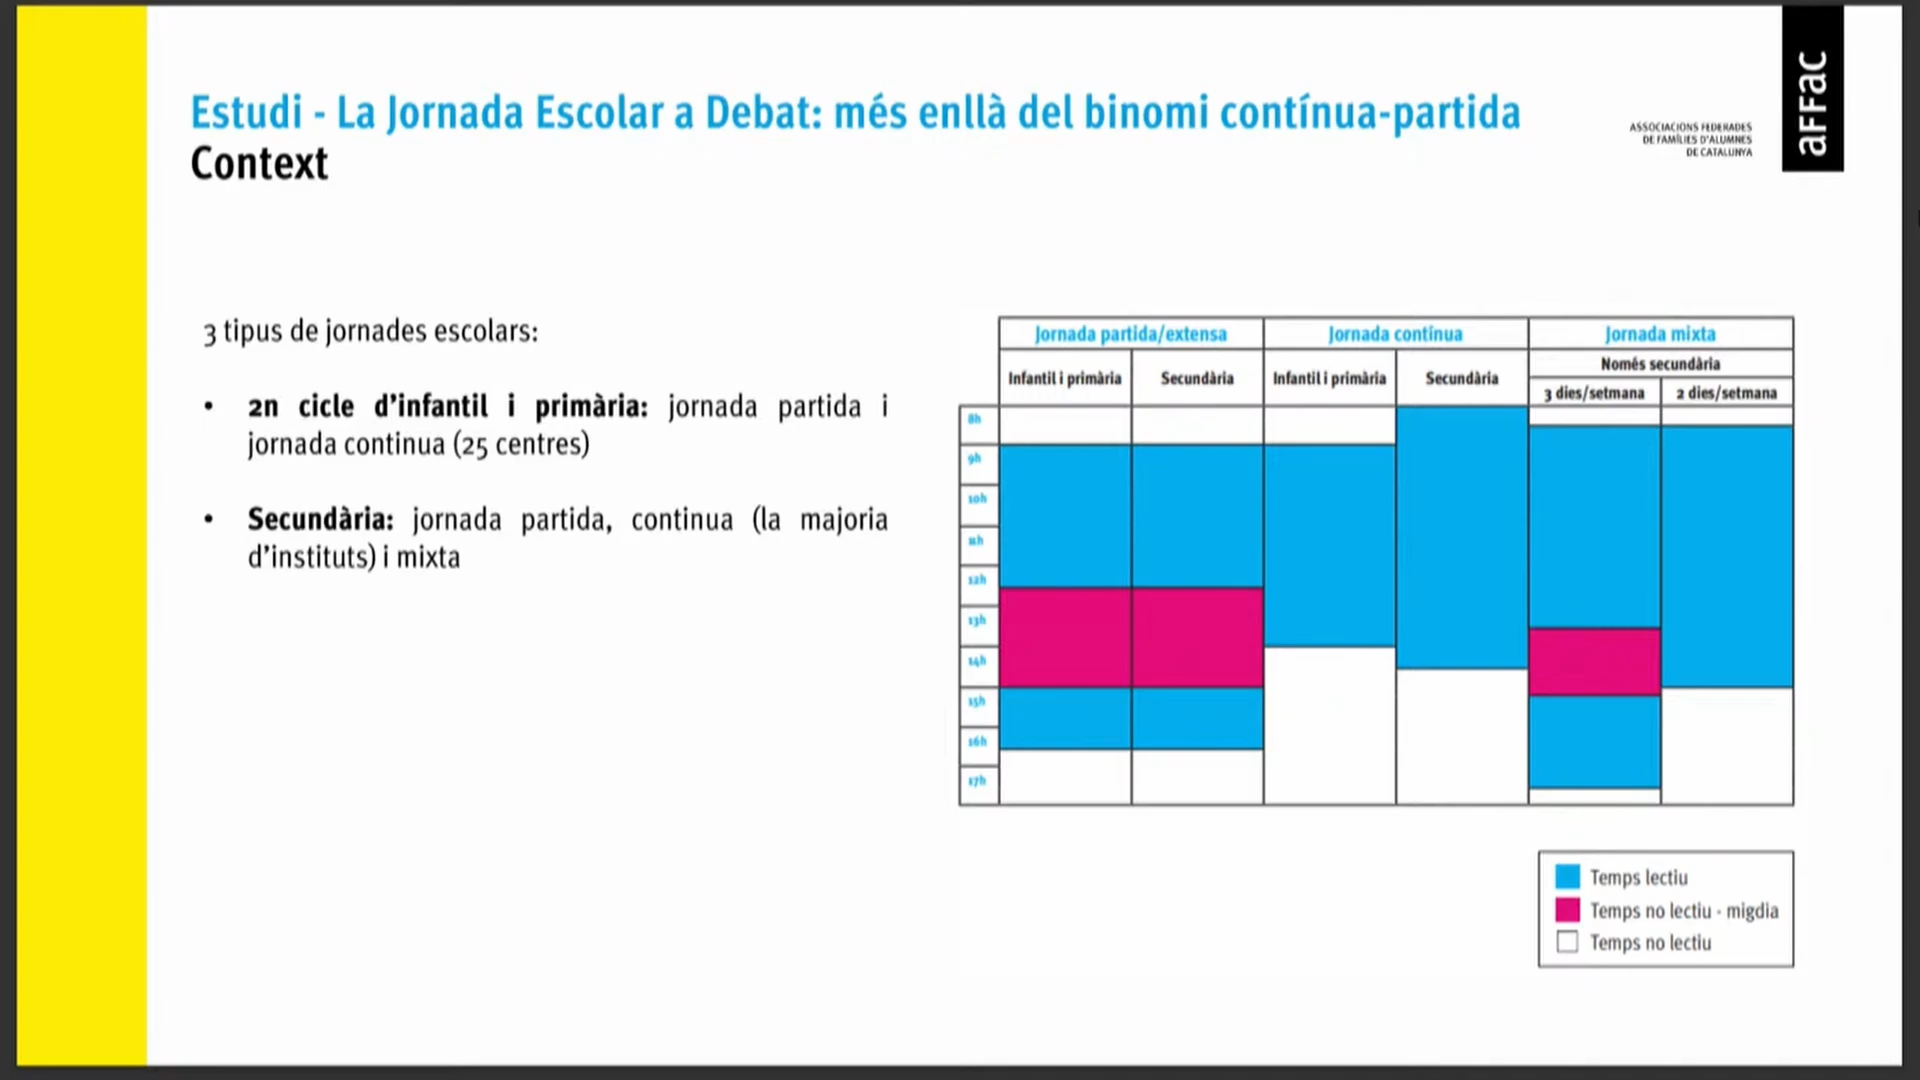 Estudi - La Jornada Escolar a Debat: més enllà del binomi contínua-partida
Context
ASSOCIACIONS FEDERADES
DE FAMÍLIES D'ALUMNES
DE CATALUNYA
aFFac
3 tipus de jornades escolars:
• 2n cicle d'infantil i primària: jornada partida i
jornada continua (25 centres)
• Secundària: jornada partida, continua (la majoria
d'instituts) i mixta
Jornada partida/extensa Jornada contínua Jornada mixta
Només secundària
Infantil i primària Secundària Infantil i primària Secundària
3 dies/setmana 2 dies/setmana
8h
9h
10h
11h
12h
13h
14h
15h
16h
17h
Temps lectiu
Temps no lectiu - migdia
Temps no lectiu